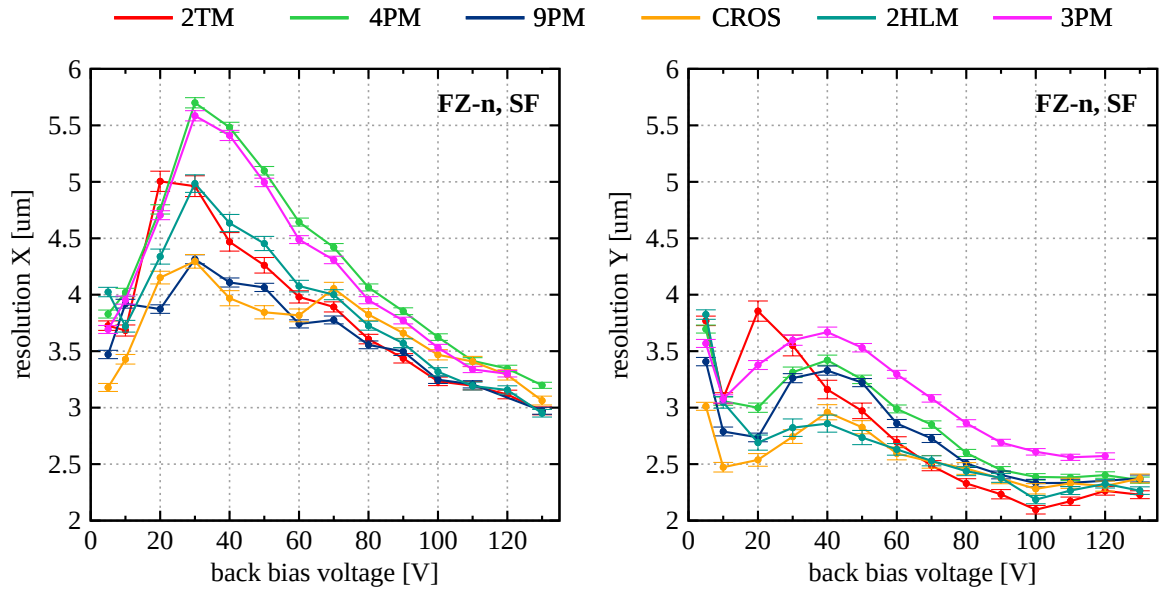 2TM 4PM 9PM CROS 2HLM 3PM
6 6
FZ-n, SF FZ-n, SF
5.5 5.5
5 5
4.5 4.5
4 4
3.5 3.5
3 3
2.5 2.5
2 2
resolution X [um] resolution Y [um]
0 20 40 60 80 100 120 0 20 40 60 80 100 120
back bias voltage [V] back bias voltage [V]